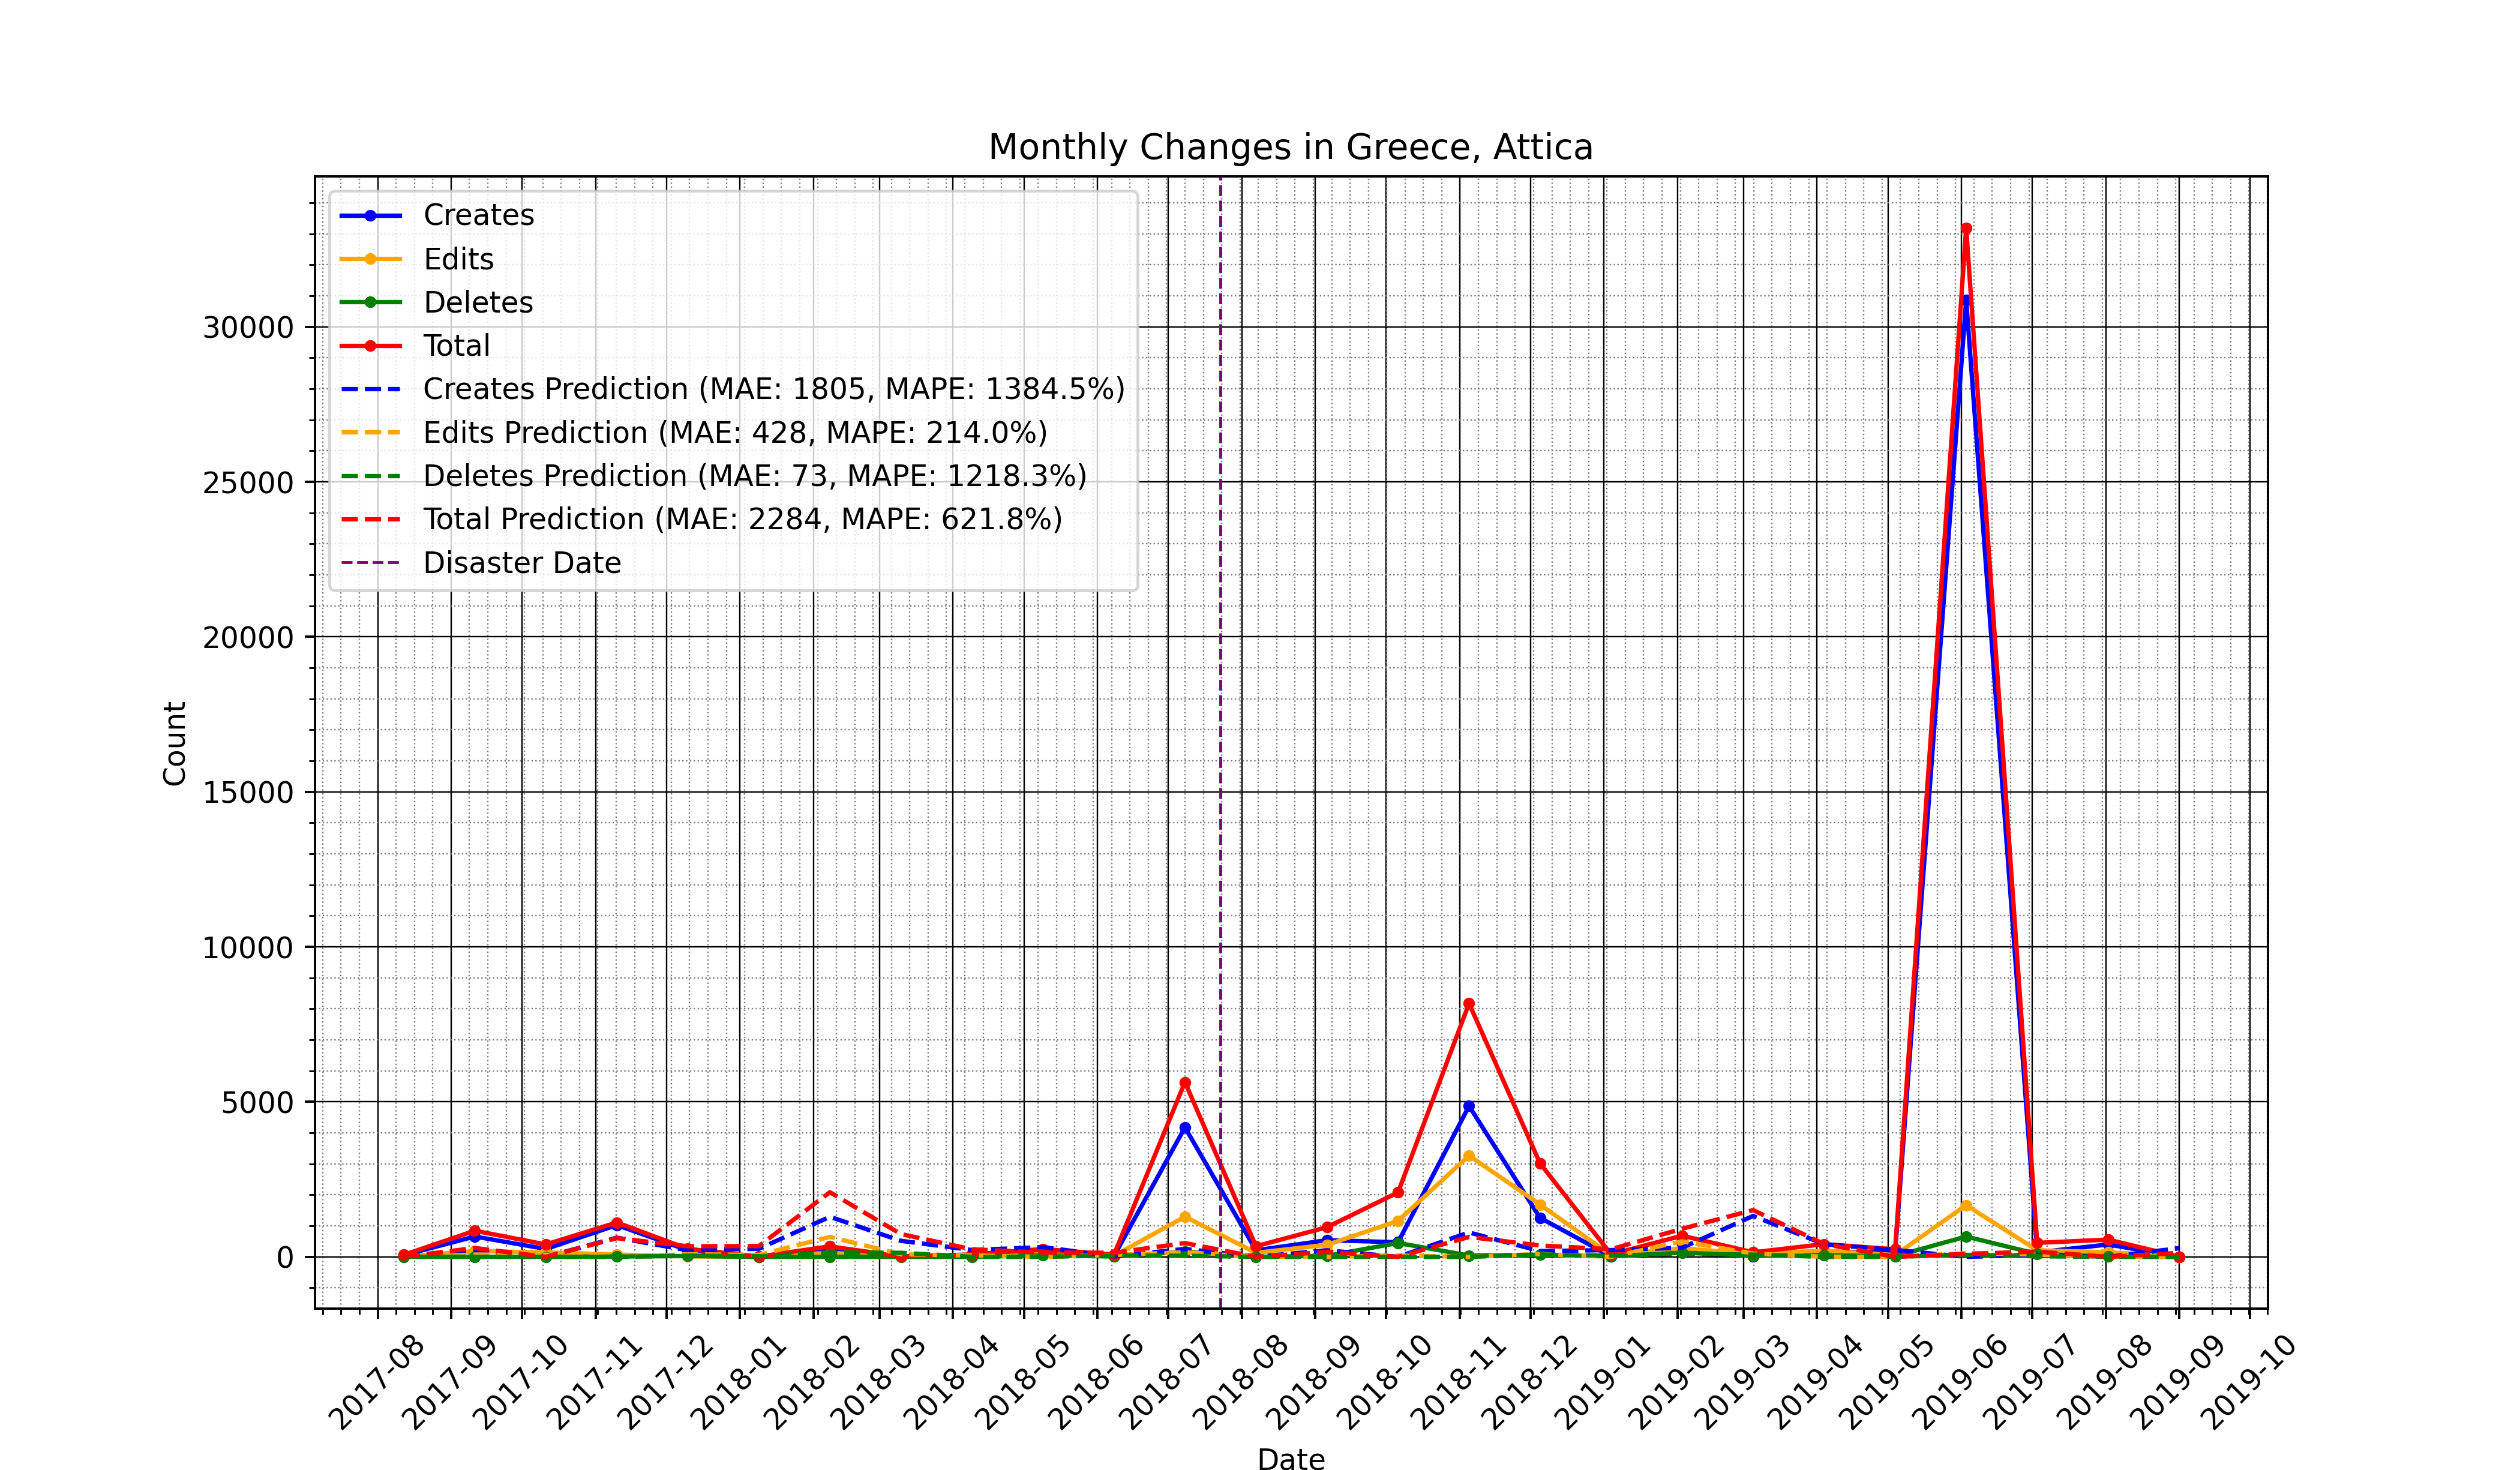 Monthly Changes in Greece, Attica
Creates
Edits
Deletes
Total
Creates Prediction (MAE: 1805, MAPE: 1384.5%)
Edits Prediction (MAE: 428, MAPE: 214.0%)
Deletes Prediction (MAE: 73, MAPE: 1218.3%)
Total Prediction (MAE: 2284, MAPE: 621.8%)
Disaster Date
Count
30000
25000
20000
15000
10000
5000
0
2017-08
2017-09
2017-10
2017-11
2017-12
2018-01
2018-02
2018-03
2018-04
2018-05
2018-06
2018-07
2018-08
2018-09
2018-10
2018-11
2018-12
2019-01
2019-02
2019-03
2019-04
2019-05
2019-06
2019-07
2019-08
2019-09
2019-10
Date